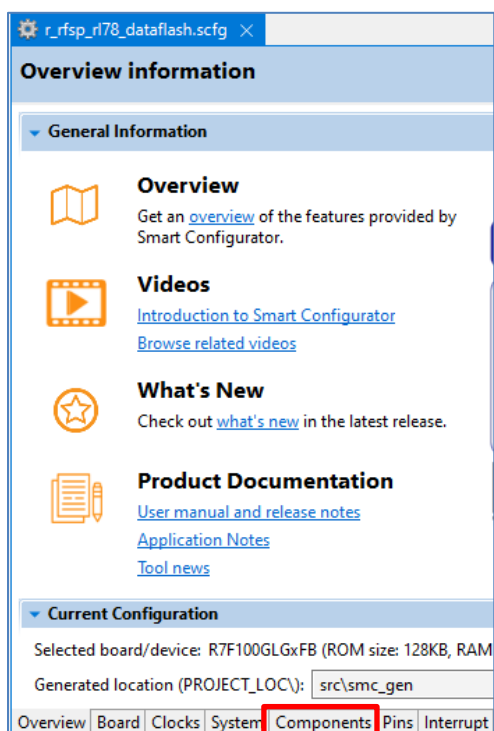 r_rfsp_rl78_dataflash.scfg
Overview information
General Information
Overview
Get an overview of the features provided by
Smart Configurator.
Videos
Introduction to Smart Configurator
Browse related videos
What's New
Check out what's new in the latest release.
Product Documentation
User manual and release notes
Application Notes
Tool news
Current Configuration
Selected board/device: R7F100GLGxFB (ROM size: 128KB, RAM
Generated location (PROJECT_LOC\): src\smc_gen
Overview Board Clocks System Components Pins Interrupt